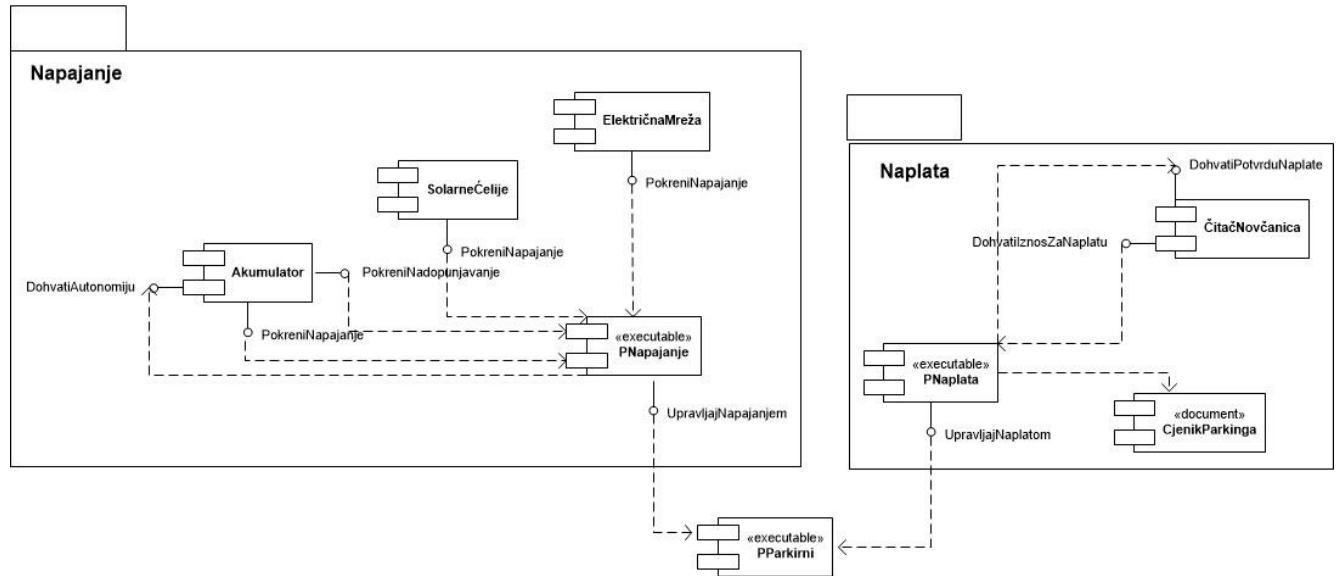 Napajanje
ElektričnaMreža
PokreniNapajanje
SolarneĆelije
PokreniNapajanje
Akumulator
PokreniNadopunjavanje
DohvatiAutonomiju
PokreniNapajanje
«executable»
PNapajanje
UpravljajNapajanjem
Naplata
DohvatiPotvrduNaplate
ČitačNovčanica
DohvatiIznosZaNaplatu
«executable»
PNaplata
«document»
CjenikParkinga
UpravljajNaplatom
«executable»
PParkirni